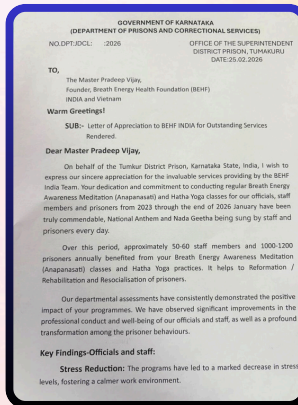 GOVERNMENT OF KARNATAKA
(DEPARTMENT OF PRISONS AND CORRECTIONAL SERVICES)
NO.DPT:JDCL: :2026 OFFICE OF THE SUPERINTENDENT
DISTRICT PRISON, TUMAKURU
DATE:25.02.2026
TO,
The Master Pradeep Vijay,
Founder, Breath Energy Health Foundation (BEHF)
INDIA and Vietnam
Warm Greetings!
SUB:- Letter of Appreciation to BEHF INDIA for Outstanding Services
Rendered.
Dear Master Pradeep Vijay,
On behalf of the Tumkur District Prison, Karnataka State, India, I wish to
express our sincere appreciation for the invaluable services providing by the BEHF
India Team. Your dedication and commitment to conducting regular Breath Energy
Awareness Meditation (Anapanasati) and Hatha Yoga classes for our officials, staff
members and prisoners from 2023 through the end of 2026 January have been
truly commendable, National Anthem and Nada Geetha being sung by staff and
prisoners every day.
Over this period, approximately 50-60 staff members and 1000-1200
prisoners annually benefited from your Breath Energy Awareness Meditation
(Anapanasati) classes and Hatha Yoga practices. It helps to Reformation /
Rehabilitation and Resocialisation of prisoners.
Our departmental assessments have consistently demonstrated the positive
impact of your programmes. We have observed significant improvements in the
professional conduct and well-being of our officials and staff, as well as a profound
transformation among the prisoner behaviours.
Key Findings-Officials and staff:
Stress Reduction: The programs have led to a marked decrease in stress
levels, fostering a calmer work environment.